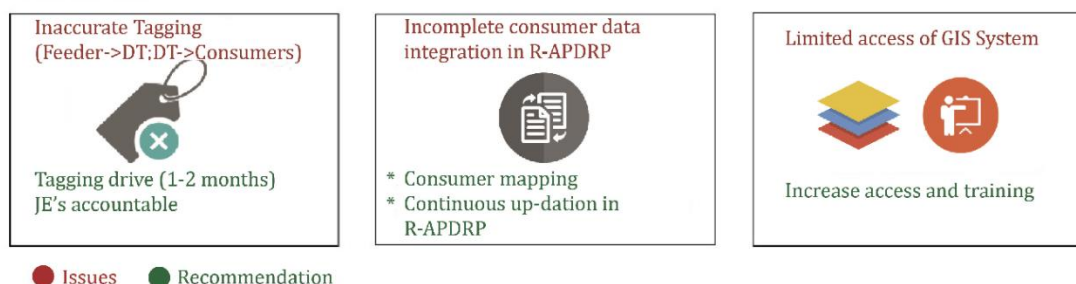 Inaccurate Tagging
(Feeder->DT;DT->Consumers)
Tagging drive (1-2 months)
JE's accountable
Incomplete consumer data
integration in R-APDRP
* Consumer mapping
* Continuous up-dation in
R-APDRP
Limited access of GIS System
Increase access and training
Issues
Recommendation